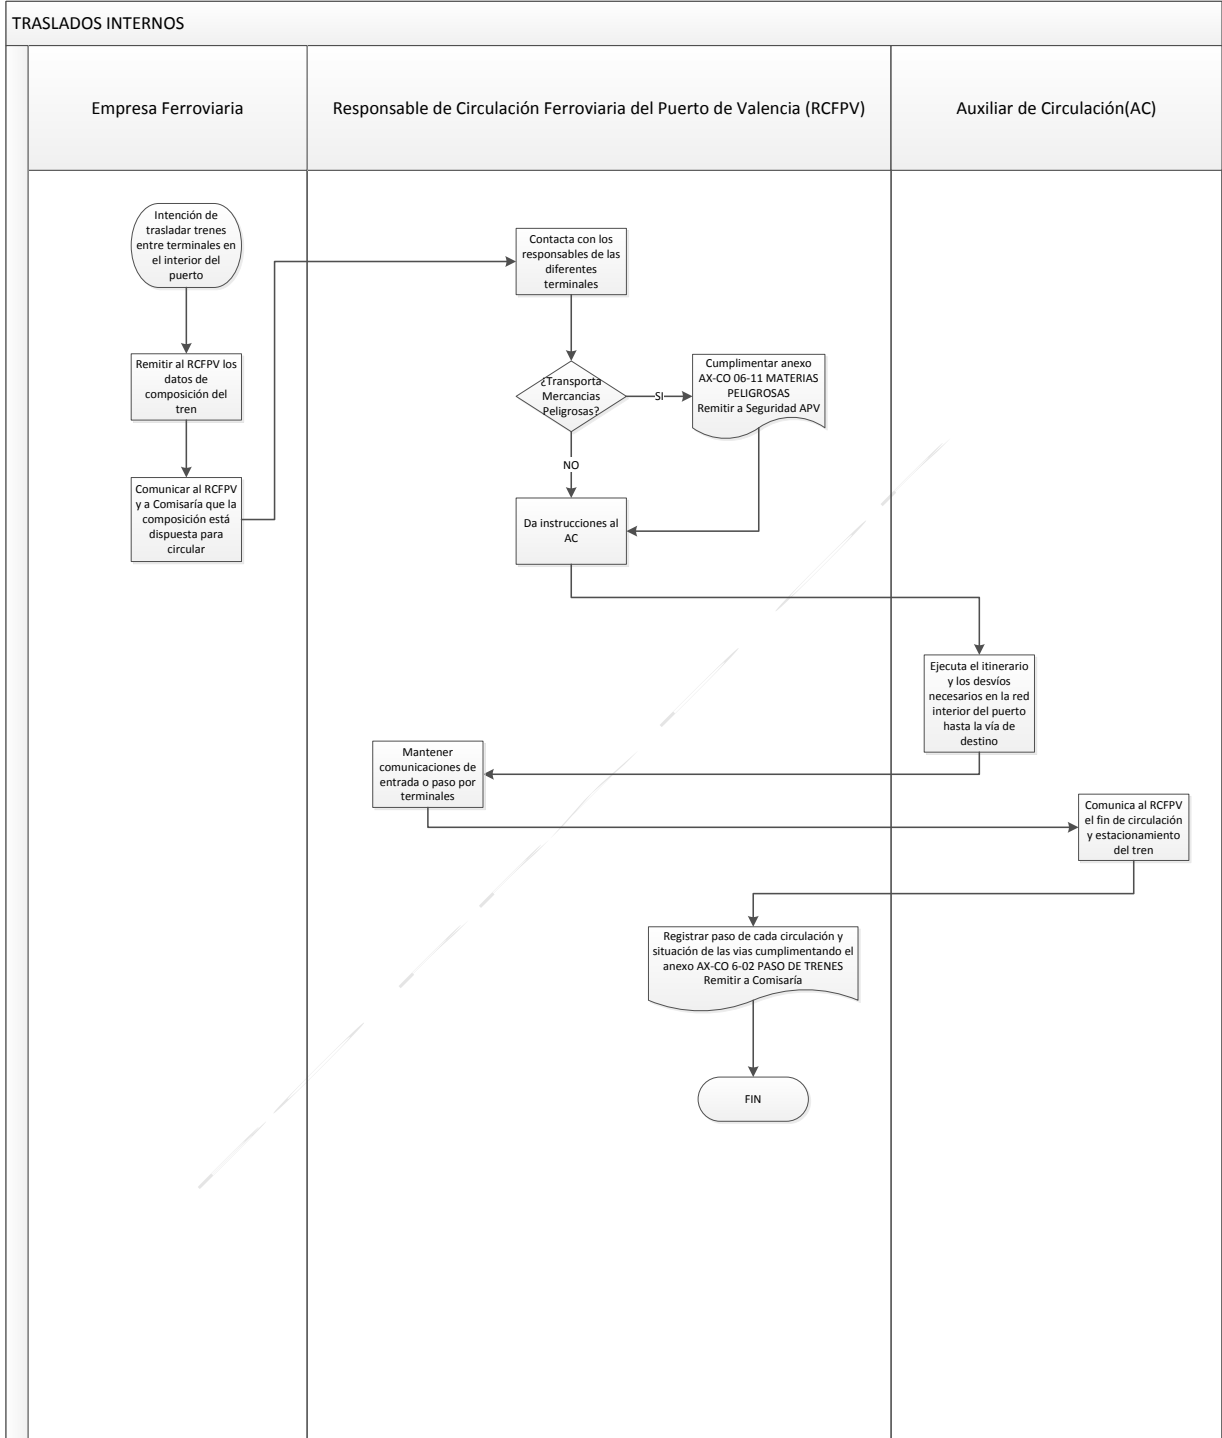 TRASLADOS INTERNOS
Empresa Ferroviaria
Responsable de Circulación Ferroviaria del Puerto de Valencia (RCFPV)
Auxiliar de Circulación(AC)
Intención de
trasladar trenes
entre terminales en
el interior del
puerto
Remitir al RCFPV los
datos de
composición del
tren
Comunicar al RCFPV
y a Comisaría que la
composición está
dispuesta para
circular
Contacta con los
responsables de las
diferentes
terminales
¿Transporta
Mercancias
Peligrosas?
SI
Cumplimentar anexo
AX-CO 06-11 MATERIAS
PELIGROSAS
Remitir a Seguridad APV
NO
Da instrucciones al
AC
Ejecuta el itinerario
y los desvíos
necesarios en la red
interior del puerto
hasta la vía de
destino
Mantener
comunicaciones de
entrada o paso por
terminales
Comunica al RCFPV
el fin de circulación
y estacionamiento
del tren
Registrar paso de cada circulación y
situación de las vias cumplimentando el
anexo AX-CO 6-02 PASO DE TRENES
Remitir a Comisaría
FIN